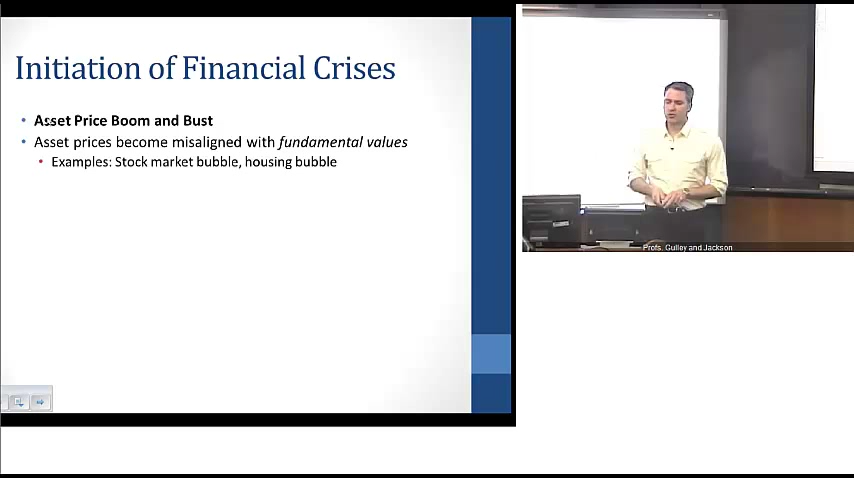 Initiation of Financial Crises
• Asset Price Boom and Bust
• Asset prices become misaligned with fundamental values
• Examples: Stock market bubble, housing bubble
Profs. Gulley and Jackson